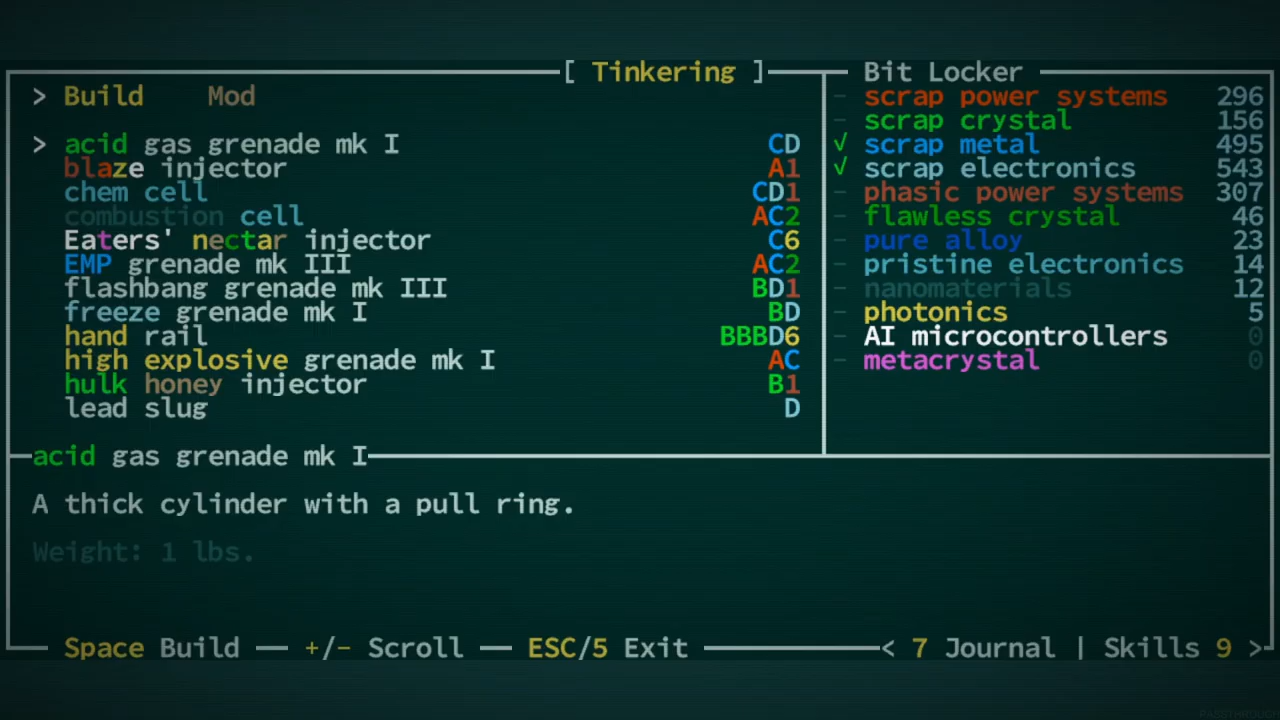 [ Tinkering ]
> Build Mod
> acid gas grenade mk I CD
blaze injector A1
chem cell CD1
combustion cell AC2
Eaters' nectar injector C6
EMP grenade mk III AC2
flashbang grenade mk III BD1
freeze grenade mk I BD
hand rail BBBD6
high explosive grenade mk I AC
hulk honey injector B1
lead slug D
Bit Locker
- scrap power systems 296
- scrap crystal 156
√ scrap metal 495
√ scrap electronics 543
- phasic power systems 307
- flawless crystal 46
- pure alloy 23
- pristine electronics 14
- nanomaterials 12
- photonics 5
- AI microcontrollers 0
- metacrystal 0
acid gas grenade mk I
A thick cylinder with a pull ring.
Weight: 1 lbs.
Space Build — +/- Scroll — ESC/5 Exit
< 7 Journal | Skills 9 >